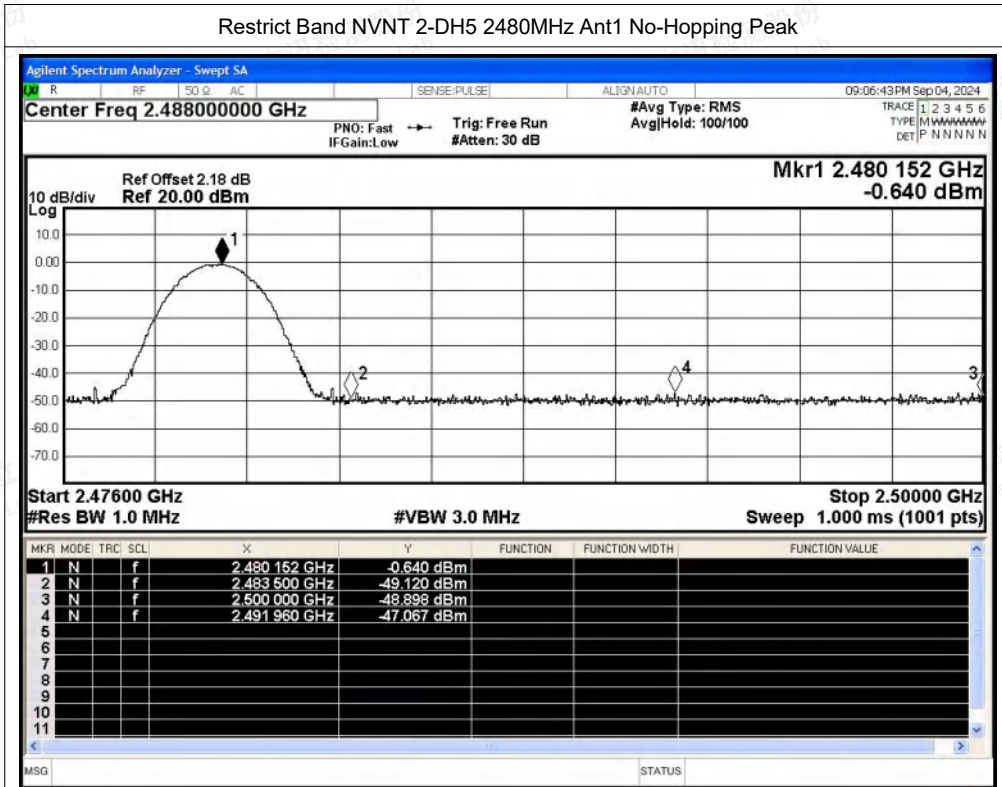 Restrict Band NVNT 2-DH5 2480MHz Ant1 No-Hopping Peak
Agilent Spectrum Analyzer - Swept SA
LXI R RF 50 Ω AC SENSE:PULSE ALIGN AUTO 09:06:43 PM Sep 04, 2024
Center Freq 2.488000000 GHz
PNO: Fast
IFGain:Low
Trig: Free Run
#Atten: 30 dB
#Avg Type: RMS
Avg|Hold: 100/100
TRACE 1 2 3 4 5 6
TYPE M WWWWW
DET P N N N N N
Mkr1 2.480 152 GHz
-0.640 dBm
Ref Offset 2.18 dB
10 dB/div Ref 20.00 dBm
Log
10.0
0.00
-10.0
-20.0
-30.0
-40.0
-50.0
-60.0
-70.0
1
2
4
3
Start 2.47600 GHz Stop 2.50000 GHz
#Res BW 1.0 MHz #VBW 3.0 MHz Sweep 1.000 ms (1001 pts)
MKR MODE TRC SCL X Y FUNCTION FUNCTION WIDTH FUNCTION VALUE
1 N f 2.480 152 GHz -0.640 dBm
2 N f 2.483 500 GHz -49.120 dBm
3 N f 2.500 000 GHz -48.898 dBm
4 N f 2.491 960 GHz -47.067 dBm
5
6
7
8
9
10
11
MSG STATUS